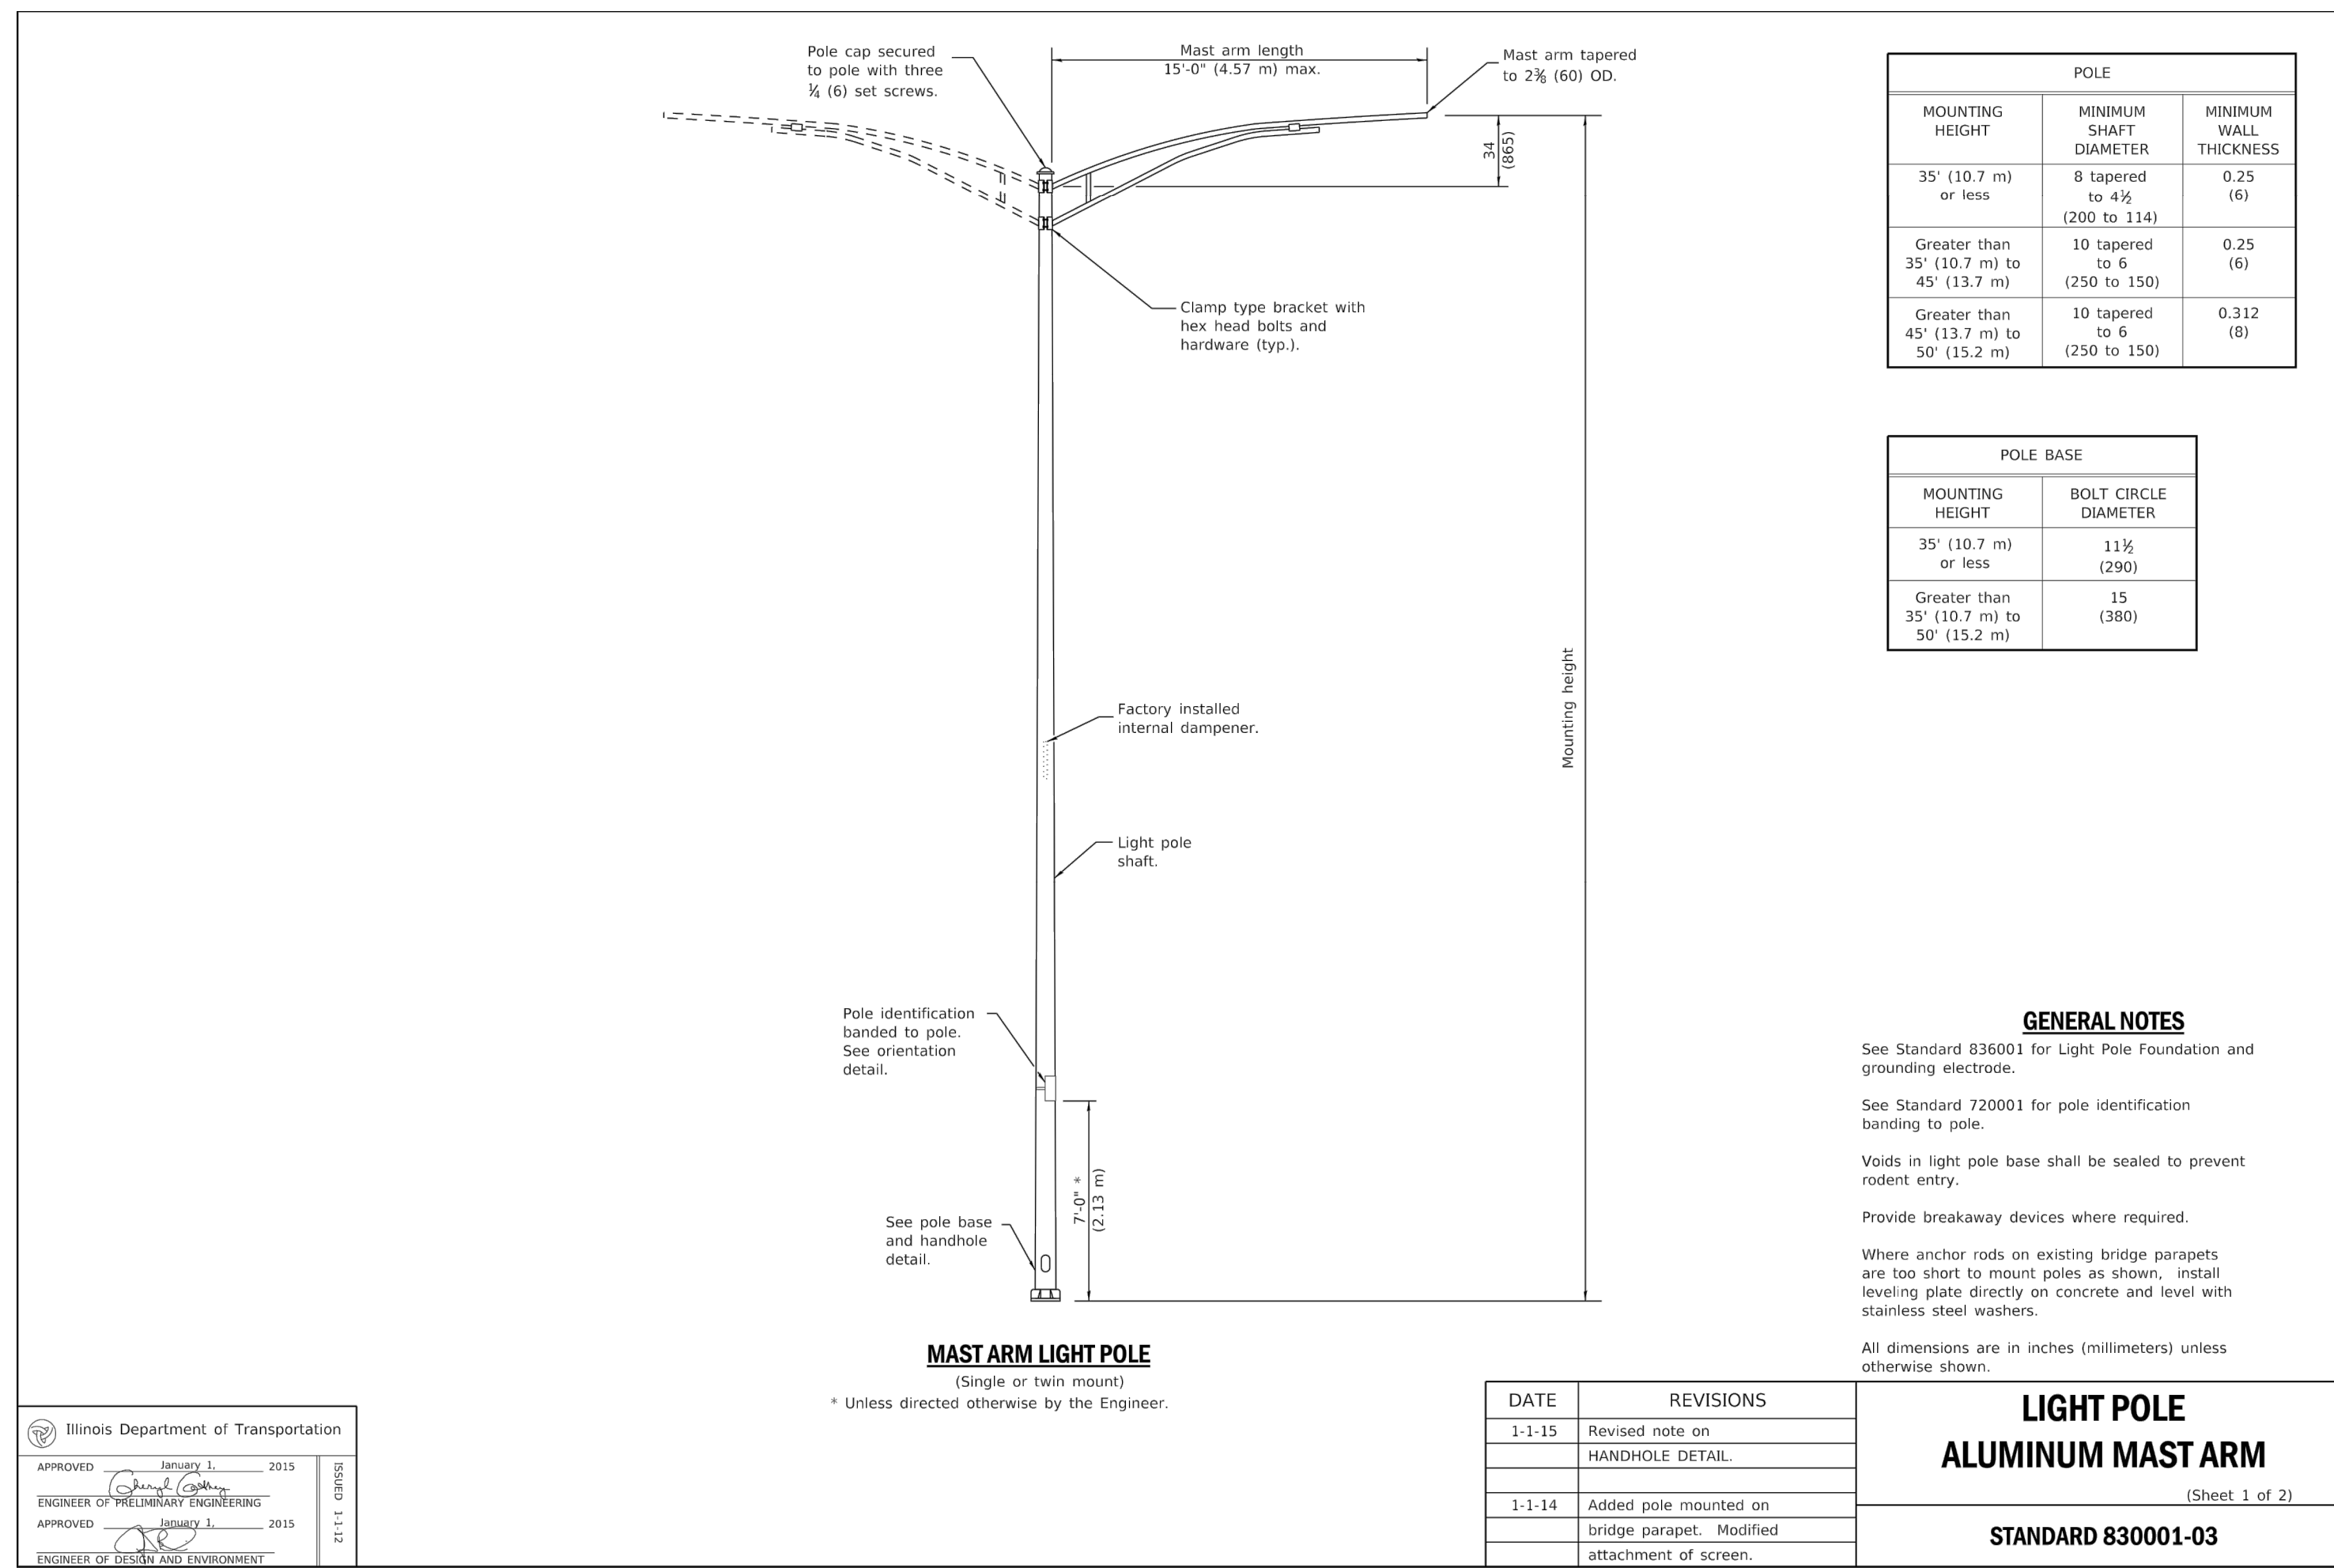 Pole cap secured
to pole with three
¼ (6) set screws.
Mast arm length
15'-0" (4.57 m) max.
Mast arm tapered
to 2⅜ (60) OD.
34
(865)
Clamp type bracket with
hex head bolts and
hardware (typ.).
Mounting height
Factory installed
internal dampener.
Light pole
shaft.
Pole identification
banded to pole.
See orientation
detail.
7'-0" *
(2.13 m)
See pole base
and handhole
detail.
MAST ARM LIGHT POLE
(Single or twin mount)
* Unless directed otherwise by the Engineer.
POLE
MOUNTING
HEIGHT
MINIMUM
SHAFT
DIAMETER
MINIMUM
WALL
THICKNESS
35' (10.7 m)
or less
8 tapered
to 4½
(200 to 114)
0.25
(6)
Greater than
35' (10.7 m) to
45' (13.7 m)
10 tapered
to 6
(250 to 150)
0.25
(6)
Greater than
45' (13.7 m) to
50' (15.2 m)
10 tapered
to 6
(250 to 150)
0.312
(8)
POLE BASE
MOUNTING
HEIGHT
BOLT CIRCLE
DIAMETER
35' (10.7 m)
or less
11½
(290)
Greater than
35' (10.7 m) to
50' (15.2 m)
15
(380)
GENERAL NOTES
See Standard 836001 for Light Pole Foundation and
grounding electrode.
See Standard 720001 for pole identification
banding to pole.
Voids in light pole base shall be sealed to prevent
rodent entry.
Provide breakaway devices where required.
Where anchor rods on existing bridge parapets
are too short to mount poles as shown, install
leveling plate directly on concrete and level with
stainless steel washers.
All dimensions are in inches (millimeters) unless
otherwise shown.
Illinois Department of Transportation
APPROVED January 1, 2015
ENGINEER OF PRELIMINARY ENGINEERING
APPROVED January 1, 2015
ENGINEER OF DESIGN AND ENVIRONMENT
ISSUED 1-1-12
DATE REVISIONS
1-1-15 Revised note on
HANDHOLE DETAIL.
1-1-14 Added pole mounted on
bridge parapet. Modified
attachment of screen.
LIGHT POLE
ALUMINUM MAST ARM
(Sheet 1 of 2)
STANDARD 830001-03